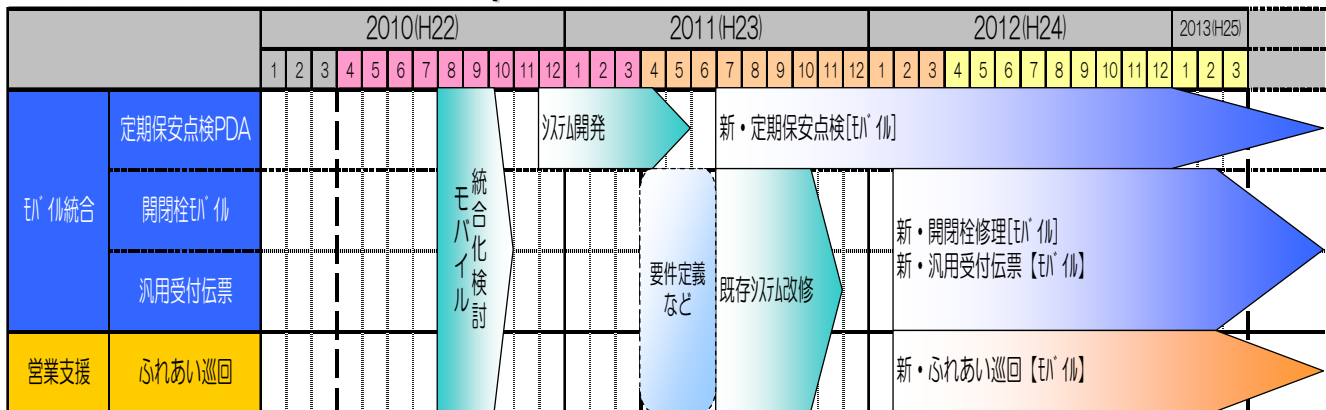 2010(H22) 2011(H23) 2012(H24) 2013(H25)
1 2 3 4 5 6 7 8 9 10 11 12 1 2 3 4 5 6 7 8 9 10 11 12 1 2 3 4 5 6 7 8 9 10 11 12 1 2 3
モバイル統合
定期保安点検PDA
開閉栓モバイル
汎用受付伝票
営業支援
ふれあい巡回
モバイル
統合化検討
システム開発
新・定期保安点検[モバイル]
要件定義
など
既存システム改修
新・開閉栓修理[モバイル]
新・汎用受付伝票【モバイル】
新・ふれあい巡回【モバイル】